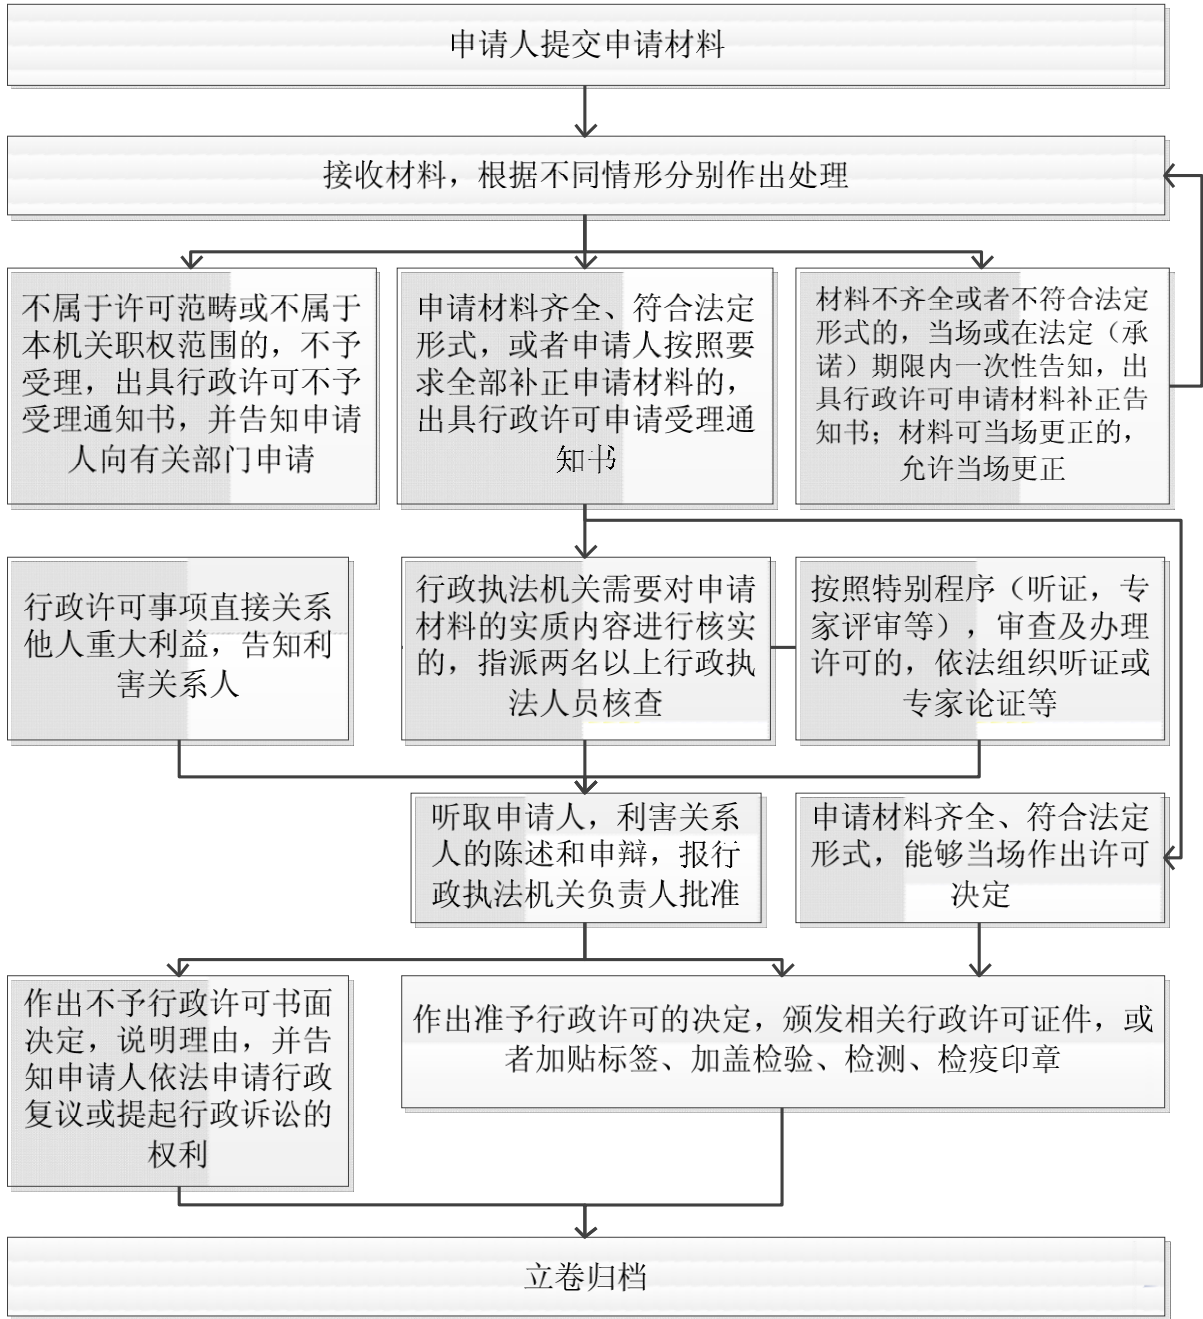 申请人提交申请材料
接收材料，根据不同情形分别作出处理
不属于许可范畴或不属于
本机关职权范围的，不予
受理，出具行政许可不予
受理通知书，并告知申请
人向有关部门申请
申请材料齐全、符合法定
形式，或者申请人按照要
求全部补正申请材料的，
出具行政许可申请受理通
知书
材料不齐全或者不符合法定
形式的，当场或在法定（承
诺）期限内一次性告知，出
具行政许可申请材料补正告
知书；材料可当场更正的，
允许当场更正
行政许可事项直接关系
他人重大利益，告知利
害关系人
行政执法机关需要对申请
材料的实质内容进行核实
的，指派两名以上行政执
法人员核查
按照特别程序（听证，专
家评审等），审查及办理
许可的，依法组织听证或
专家论证等
听取申请人，利害关系
人的陈述和申辩，报行
政执法机关负责人批准
申请材料齐全、符合法定
形式，能够当场作出许可
决定
作出不予行政许可书面
决定，说明理由，并告
知申请人依法申请行政
复议或提起行政诉讼的
权利
作出准予行政许可的决定，颁发相关行政许可证件，或
者加贴标签、加盖检验、检测、检疫印章
立卷归档